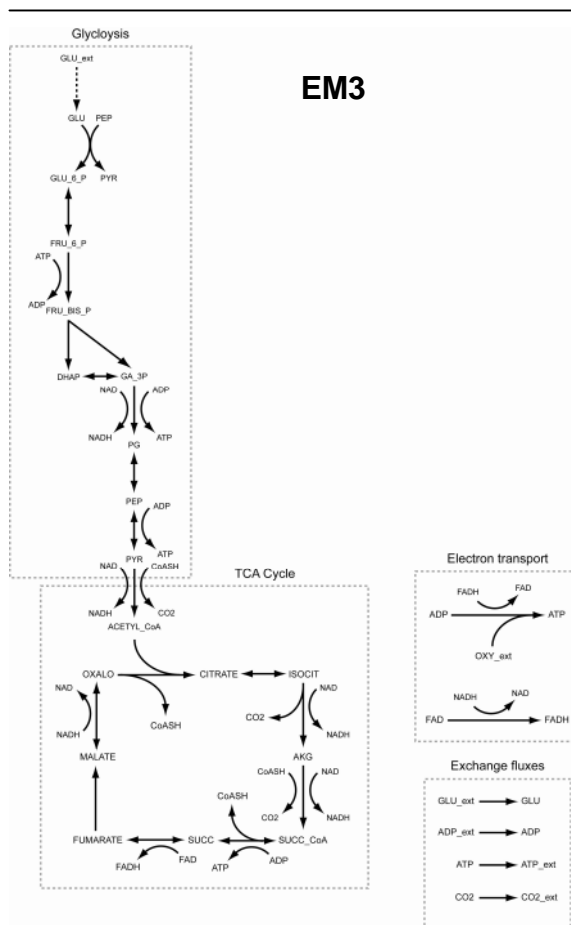 Glycloysis
GLU_ext
EM3
GLU PEP
GLU_6_P PYR
FRU_6_P
ATP
ADP
FRU_BIS_P
DHAP GA_3P
NAD ADP
NADH ATP
PG
PEP
ADP
ATP
PYR
NAD CoASH
TCA Cycle
NADH CO2
ACETYL_CoA
OXALO CITRATE ISOCIT
NAD NAD
CO2
CoASH
NADH NADH
MALATE AKG
CoASH NAD
CoASH
CO2 NADH
FUMARATE SUCC SUCC_CoA
FADH FAD ATP ADP
Electron transport
FADH FAD
ADP ATP
OXY_ext
NADH NAD
FAD FADH
Exchange fluxes
GLU_ext GLU
ADP_ext ADP
ATP ATP_ext
CO2 CO2_ext